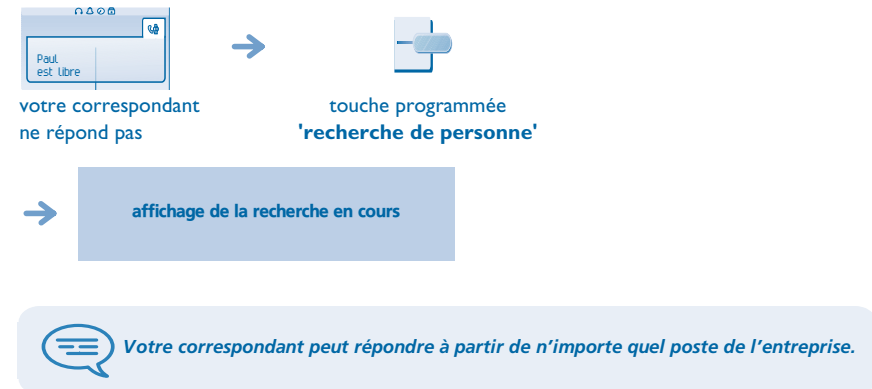 Paul
est libre
votre correspondant
ne répond pas
touche programmée
'recherche de personne'
affichage de la recherche en cours
Votre correspondant peut répondre à partir de n’importe quel poste de l’entreprise.